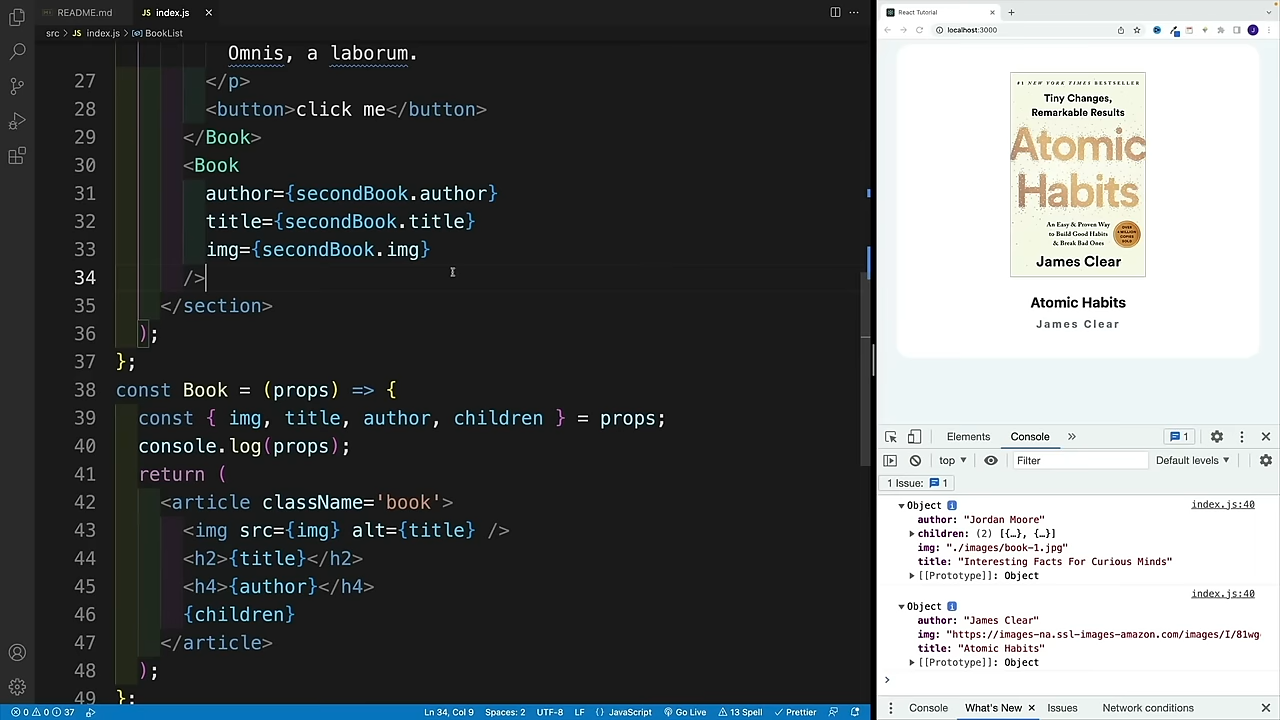 README.md
index.js
src > index.js > BookList
Omnis, a laborum.
27 </p>
28 <button>click me</button>
29 </Book>
30 <Book
31 author={secondBook.author}
32 title={secondBook.title}
33 img={secondBook.img}
34 />
35 </section>
36 );
37 };
38 const Book = (props) => {
39 const { img, title, author, children } = props;
40 console.log(props);
41 return (
42 <article className='book'>
43 <img src={img} alt={title} />
44 <h2>{title}</h2>
45 <h4>{author}</h4>
46 {children}
47 </article>
48 );
49 };
0 0 37
Ln 34, Col 9 Spaces: 2 UTF-8 LF {} JavaScript Go Live 13 Spell Prettier
React Tutorial
localhost:3000
J
#1 NEW YORK TIMES BESTSELLER
Tiny Changes,
Remarkable Results
Atomic
Habits
An Easy & Proven Way
to Build Good Habits
& Break Bad Ones
James Clear
Atomic Habits
James Clear
Elements Console 1
top Filter Default levels
1 Issue: 1
Object index.js:40
author: "Jordan Moore"
children: (2) [{…}, {…}]
img: "./images/book-1.jpg"
title: "Interesting Facts For Curious Minds"
[[Prototype]]: Object
index.js:40
Object
author: "James Clear"
img: "https://images-na.ssl-images-amazon.com/images/I/81wg
title: "Atomic Habits"
[[Prototype]]: Object
Console What's New Issues Network conditions